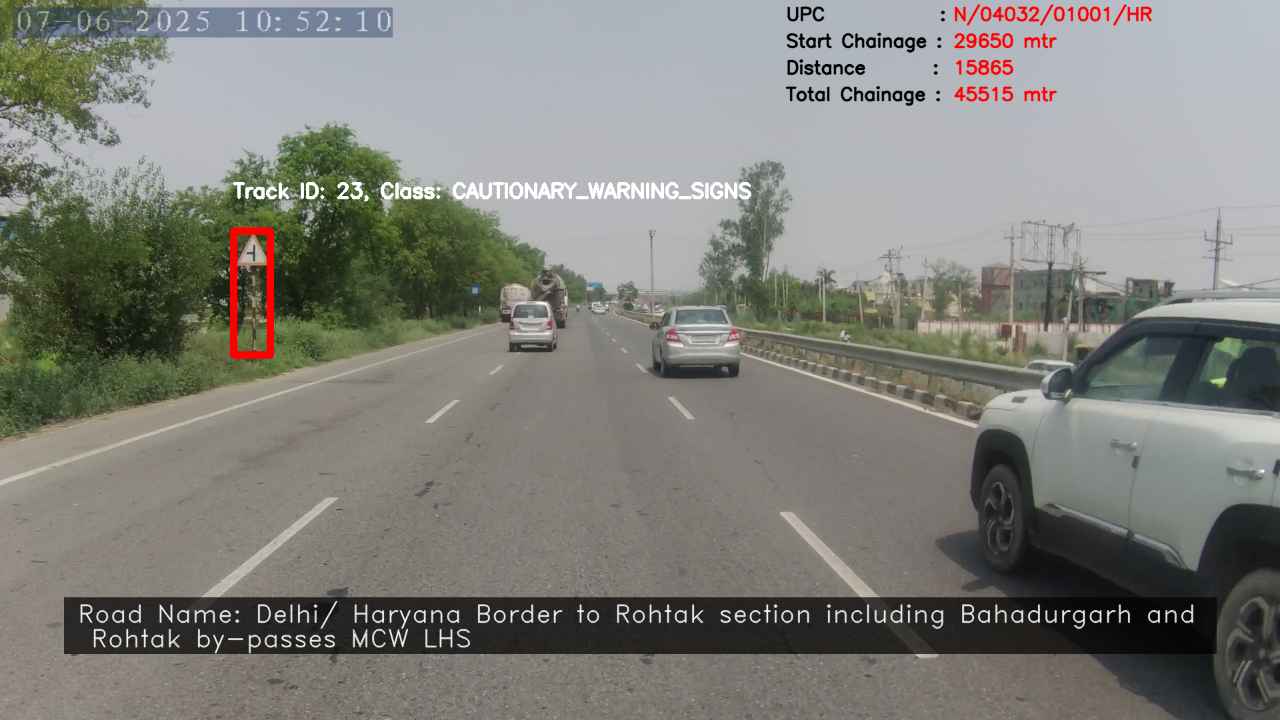 07-06-2025 10:52:10
UPC : N/04032/01001/HR
Start Chainage : 29650 mtr
Distance : 15865
Total Chainage : 45515 mtr
Track ID: 23, Class: CAUTIONARY_WARNING_SIGNS
Road Name: Delhi/ Haryana Border to Rohtak section including Bahadurgarh and
Rohtak by-passes MCW LHS